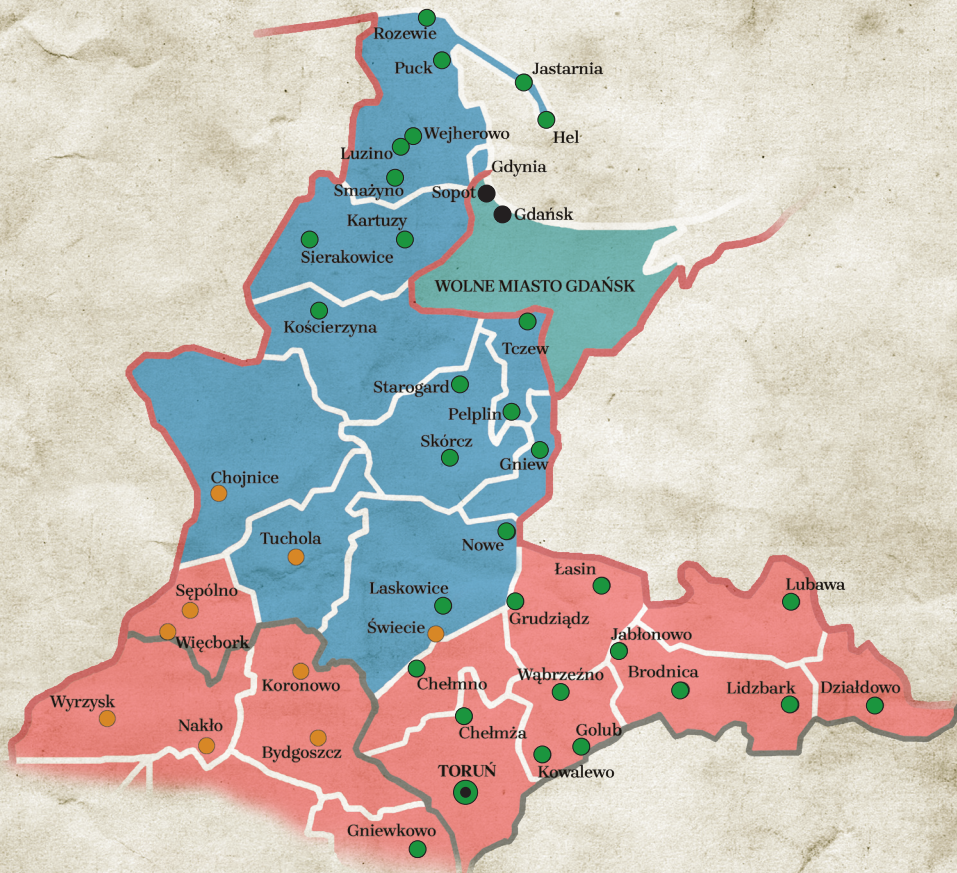 Rozewie
Puck
Jastarnia
Hel
Wejherowo
Luzino
Gdynia
Smażyno
Sopot
Gdańsk
Kartuzy
Sierakowice
WOLNE MIASTO GDAŃSK
Kościerzyna
Tczew
Starogard
Pelplin
Skórcz
Gniew
Chojnice
Tuchola
Nowe
Łasin
Sępólno
Laskowice
Lubawa
Grudziądz
Świecie
Jabłonowo
Więcbork
Koronowo
Chełmno
Wąbrzeźno
Brodnica
Lidzbark
Działdowo
Wyrzysk
Nakło
Bydgoszcz
Chełmża
Golub
Kowalewo
TORUŃ
Gniewkowo